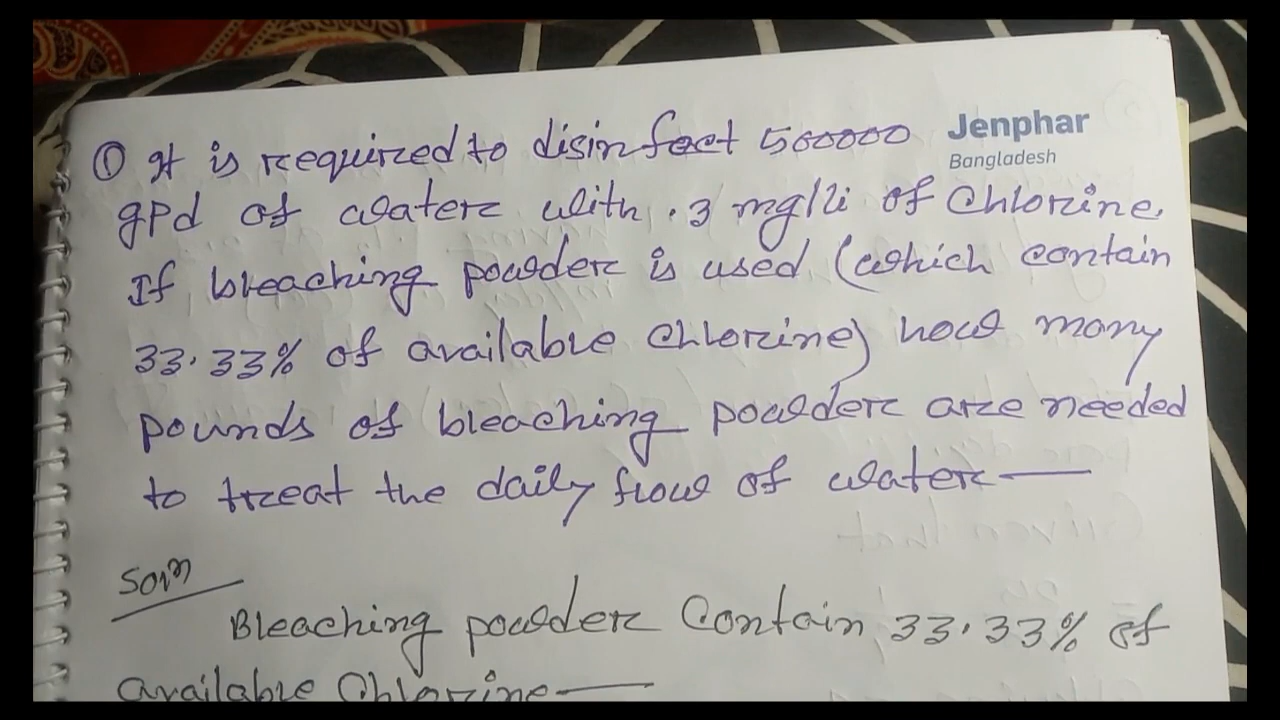 ① It is required to disinfect 500000
Jenphar
Bangladesh
gpd of water with .3 mg/li of Chlorine.
If bleaching powder is used (which contain
33.33% of available Chlorine) how many
pounds of bleaching powder are needed
to treat the daily flow of water —
Soln
Bleaching powder Contain 33.33% of
available Chlorine —